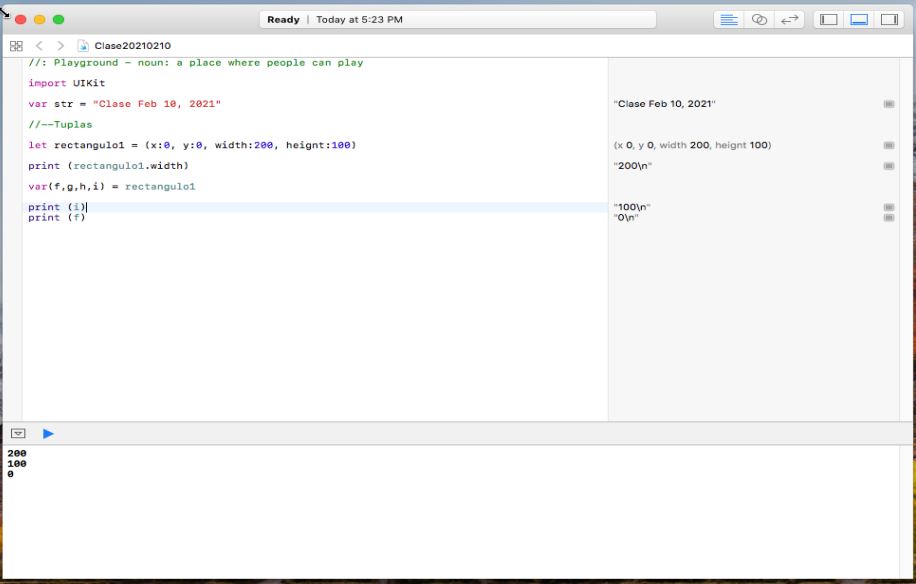 Ready | Today at 5:23 PM
Clase20210210
//: Playground - noun: a place where people can play
import UIKit
var str = "Clase Feb 10, 2021"
"Clase Feb 10, 2021"
//--Tuplas
let rectangulo1 = (x:0, y:0, width:200, heignt:100)
(x 0, y 0, width 200, heignt 100)
print (rectangulo1.width)
"200\n"
var(f,g,h,i) = rectangulo1
print (i)
"100\n"
print (f)
"0\n"
200
100
0